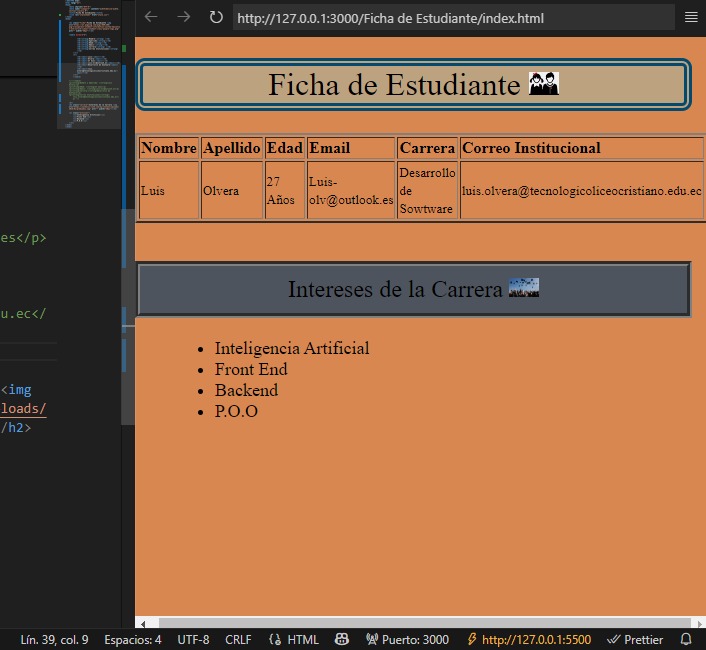 http://127.0.0.1:3000/Ficha de Estudiante/index.html
es</p>
u.ec</
<img
loads/
/h2>
Ficha de Estudiante
Nombre Apellido Edad Email Carrera Correo Institucional
Luis Olvera 27 Años Luis-olv@outlook.es Desarrollo de Sowtware luis.olvera@tecnologicoliceocristiano.edu.ec
Intereses de la Carrera
• Inteligencia Artificial
• Front End
• Backend
• P.O.O
Lín. 39, col. 9 Espacios: 4 UTF-8 CRLF HTML Puerto: 3000 http://127.0.0.1:5500 Prettier